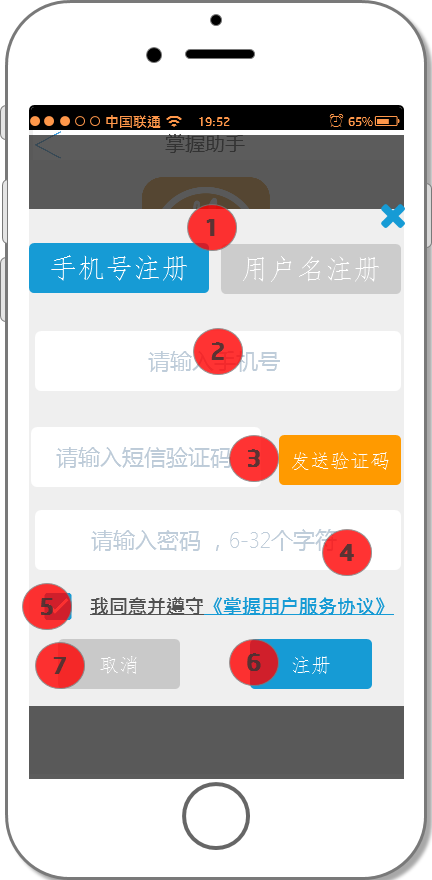 中国联通 19:52 65%
掌握助手
1
手机号注册 用户名注册
2
请输入手机号
请输入短信验证码 3 发送验证码
请输入密码 ，6-32个字符
4
5 我同意并遵守《掌握用户服务协议》
7 取消 6 注册